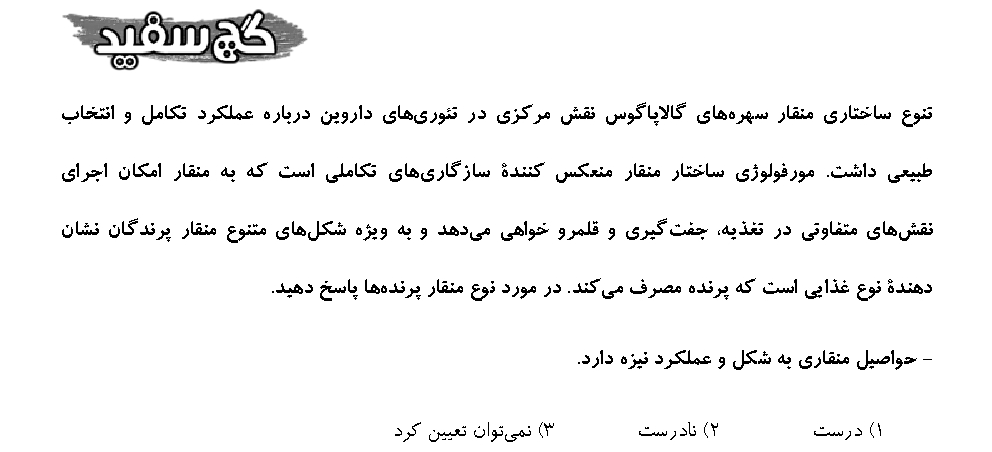 گچ سفید
تنوع ساختاری منقار سهره‌های گالاپاگوس نقش مرکزی در تئوری‌های داروین درباره عملکرد تکامل و انتخاب
طبیعی داشت. مورفولوژی ساختار منقار منعکس کنندهٔ سازگاری‌های تکاملی است که به منقار امکان اجرای
نقش‌های متفاوتی در تغذیه، جفت‌گیری و قلمرو خواهی می‌دهد و به ویژه شکل‌های متنوع منقار پرندگان نشان
دهندهٔ نوع غذایی است که پرنده مصرف می‌کند. در مورد نوع منقار پرنده‌ها پاسخ دهید.
– حواصیل منقاری به شکل و عملکرد نیزه دارد.
۱) درست ۲) نادرست ۳) نمی‌توان تعیین کرد